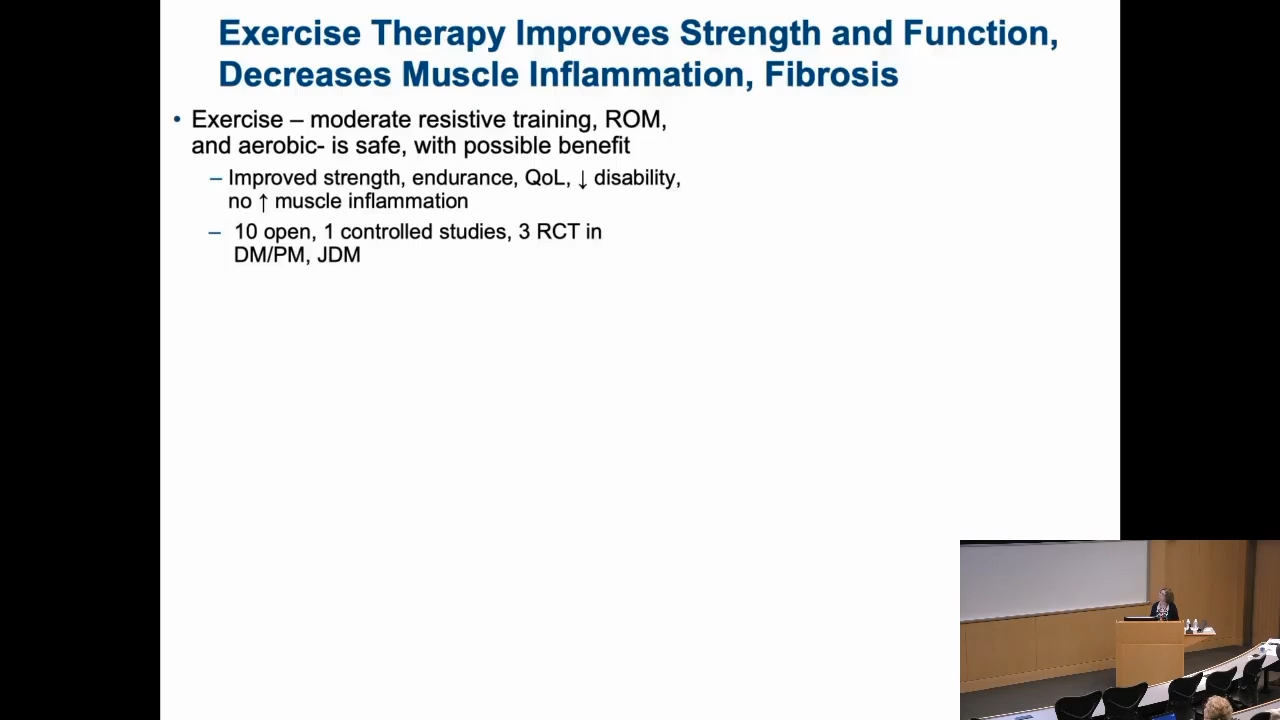 Exercise Therapy Improves Strength and Function,
Decreases Muscle Inflammation, Fibrosis
• Exercise – moderate resistive training, ROM,
and aerobic- is safe, with possible benefit
– Improved strength, endurance, QoL, ↓ disability,
no ↑ muscle inflammation
– 10 open, 1 controlled studies, 3 RCT in
DM/PM, JDM